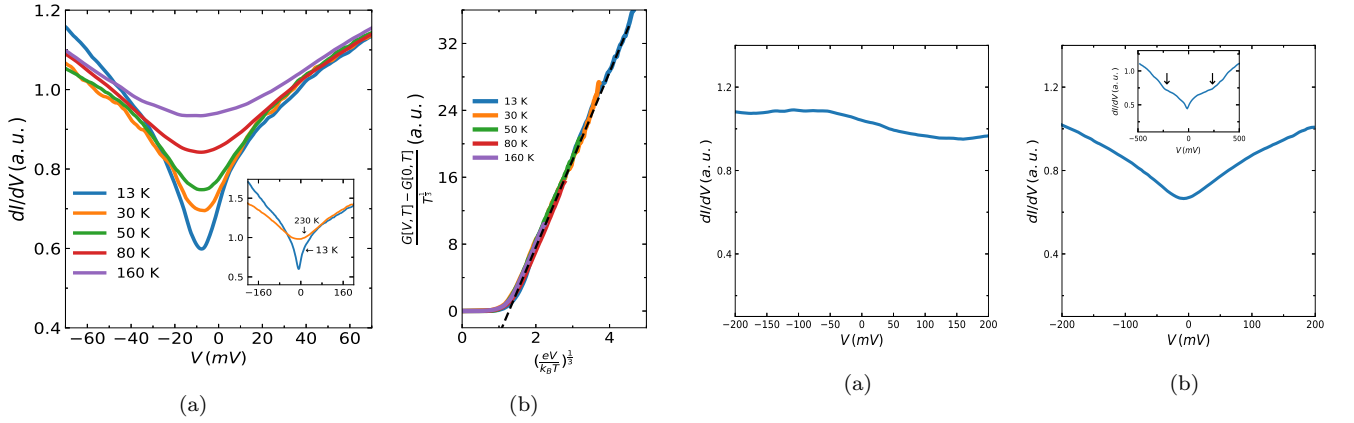 1.2
1.0
0.8
0.6
0.4
dI/dV (a. u.)
−60 −40 −20 0 20 40 60
V (mV)
13 K
30 K
50 K
80 K
160 K
1.5
1.0
0.5
230 K
↓
← 13 K
−160 0 160
(a)
32
24
16
8
0
G[V, T] − G[0, T]
T^{1/3}
(a. u.)
13 K
30 K
50 K
80 K
160 K
0 2 4
(eV/k_BT)^{1/3}
(b)
1.2
0.8
0.4
dI/dV (a. u.)
−200 −150 −100 −50 0 50 100 150 200
V (mV)
(a)
1.2
0.8
0.4
dI/dV (a. u.)
1.0
0.5
dI/dV (a. u.)
−500 0 500
V (mV)
−200 −100 0 100 200
V (mV)
(b)